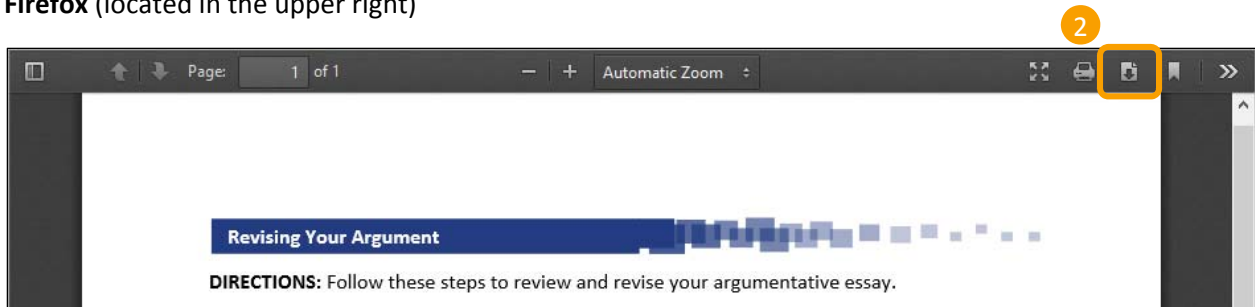 Firefox (located in the upper right)
2
Page: 1 of 1 Automatic Zoom
Revising Your Argument
DIRECTIONS: Follow these steps to review and revise your argumentative essay.